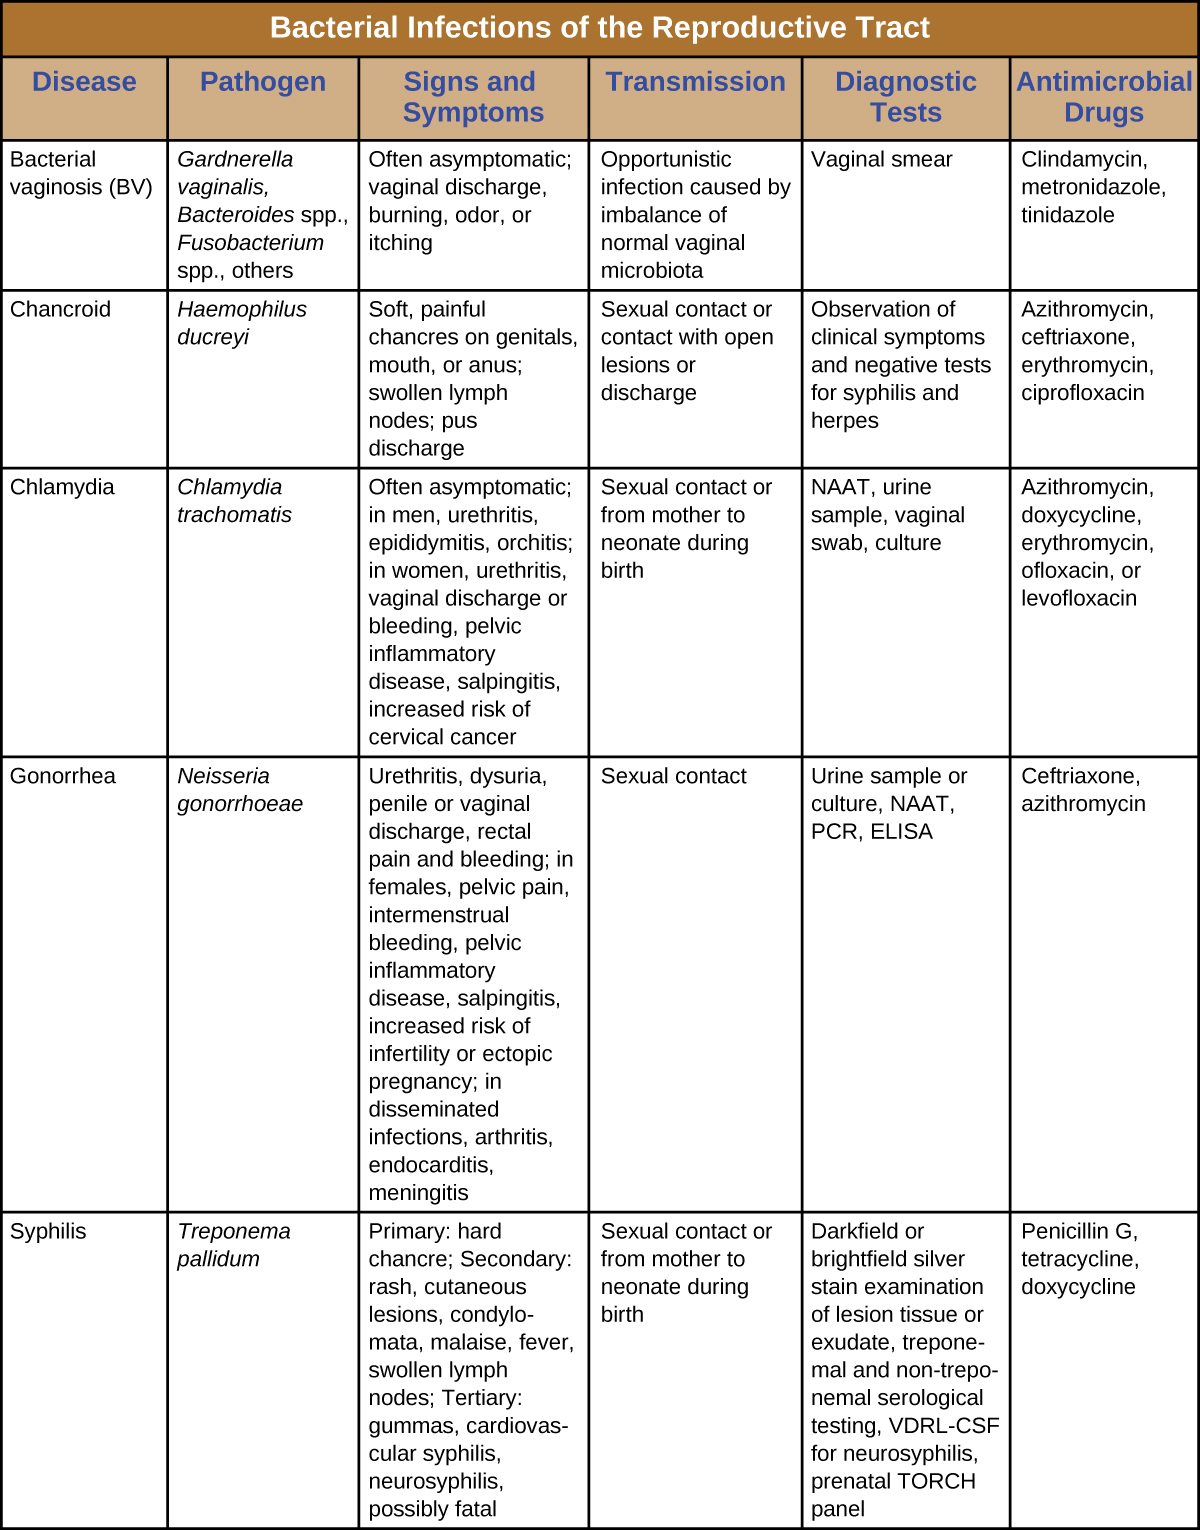 Bacterial Infections of the Reproductive Tract
Disease
Pathogen
Signs and
Symptoms
Transmission
Diagnostic
Tests
Antimicrobial
Drugs
Bacterial
vaginosis (BV)
Gardnerella
vaginalis,
Bacteroides spp.,
Fusobacterium
spp., others
Often asymptomatic;
vaginal discharge,
burning, odor, or
itching
Opportunistic
infection caused by
imbalance of
normal vaginal
microbiota
Vaginal smear
Clindamycin,
metronidazole,
tinidazole
Chancroid
Haemophilus
ducreyi
Soft, painful
chancres on genitals,
mouth, or anus;
swollen lymph
nodes; pus
discharge
Sexual contact or
contact with open
lesions or
discharge
Observation of
clinical symptoms
and negative tests
for syphilis and
herpes
Azithromycin,
ceftriaxone,
erythromycin,
ciprofloxacin
Chlamydia
Chlamydia
trachomatis
Often asymptomatic;
in men, urethritis,
epididymitis, orchitis;
in women, urethritis,
vaginal discharge or
bleeding, pelvic
inflammatory
disease, salpingitis,
increased risk of
cervical cancer
Sexual contact or
from mother to
neonate during
birth
NAAT, urine
sample, vaginal
swab, culture
Azithromycin,
doxycycline,
erythromycin,
ofloxacin, or
levofloxacin
Gonorrhea
Neisseria
gonorrhoeae
Urethritis, dysuria,
penile or vaginal
discharge, rectal
pain and bleeding; in
females, pelvic pain,
intermenstrual
bleeding, pelvic
inflammatory
disease, salpingitis,
increased risk of
infertility or ectopic
pregnancy; in
disseminated
infections, arthritis,
endocarditis,
meningitis
Sexual contact
Urine sample or
culture, NAAT,
PCR, ELISA
Ceftriaxone,
azithromycin
Syphilis
Treponema
pallidum
Primary: hard
chancre; Secondary:
rash, cutaneous
lesions, condylo-
mata, malaise, fever,
swollen lymph
nodes; Tertiary:
gummas, cardiovas-
cular syphilis,
neurosyphilis,
possibly fatal
Sexual contact or
from mother to
neonate during
birth
Darkfield or
brightfield silver
stain examination
of lesion tissue or
exudate, trepone-
mal and non-trepo-
nemal serological
testing, VDRL-CSF
for neurosyphilis,
prenatal TORCH
panel
Penicillin G,
tetracycline,
doxycycline